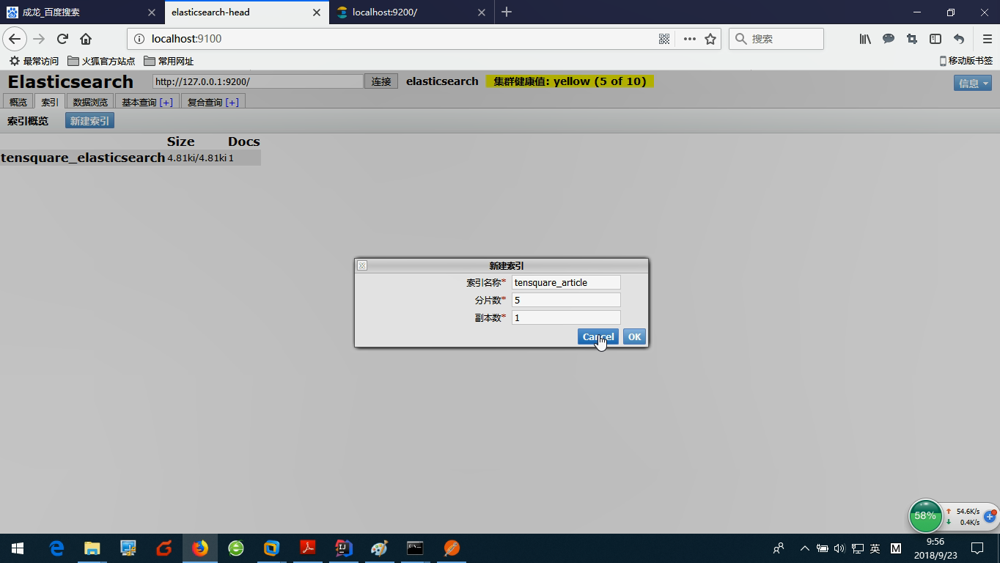 成龙_百度搜索
elasticsearch-head
localhost:9200/
localhost:9100
搜索
最常访问 火狐官方站点 常用网址
移动版书签
Elasticsearch http://127.0.0.1:9200/ 连接 elasticsearch 集群健康值: yellow (5 of 10) 信息
概览 索引 数据浏览 基本查询 [+] 复合查询 [+]
索引概览 新建索引
Size Docs
tensquare_elasticsearch 4.81ki/4.81ki 1
新建索引
索引名称* tensquare_article
分片数* 5
副本数* 1
Cancel OK
58% 54.6K/s
0.4K/s
英 M 9:56
2018/9/23